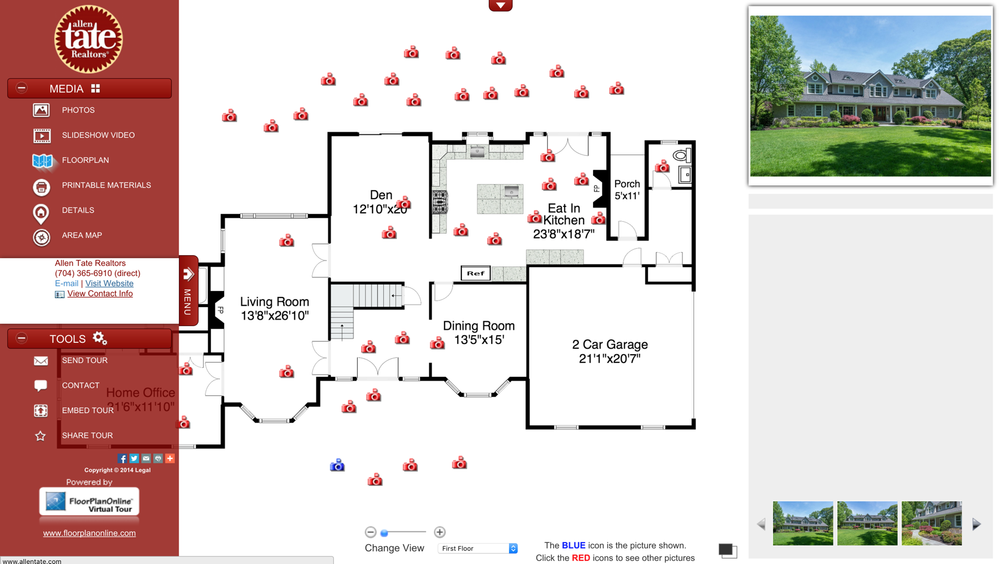 allen
tate
Realtors®
MEDIA
PHOTOS
SLIDESHOW VIDEO
FLOORPLAN
PRINTABLE MATERIALS
DETAILS
AREA MAP
Allen Tate Realtors
(704) 365-6910 (direct)
E-mail | Visit Website
View Contact Info
MENU
TOOLS
SEND TOUR
CONTACT
EMBED TOUR
SHARE TOUR
Copyright © 2014 Legal
Powered by
FloorPlanOnline™
Virtual Tour
www.floorplanonline.com
www.allentate.com
Den
12'10"x20'
Eat In
Kitchen
23'8"x18'7"
FP
Porch
5'x11'
Ref
Living Room
13'8"x26'10"
FP
Dining Room
13'5"x15'
2 Car Garage
21'1"x20'7"
Home Office
21'6"x11'10"
Change View
First Floor
The BLUE icon is the picture shown.
Click the RED icons to see other pictures